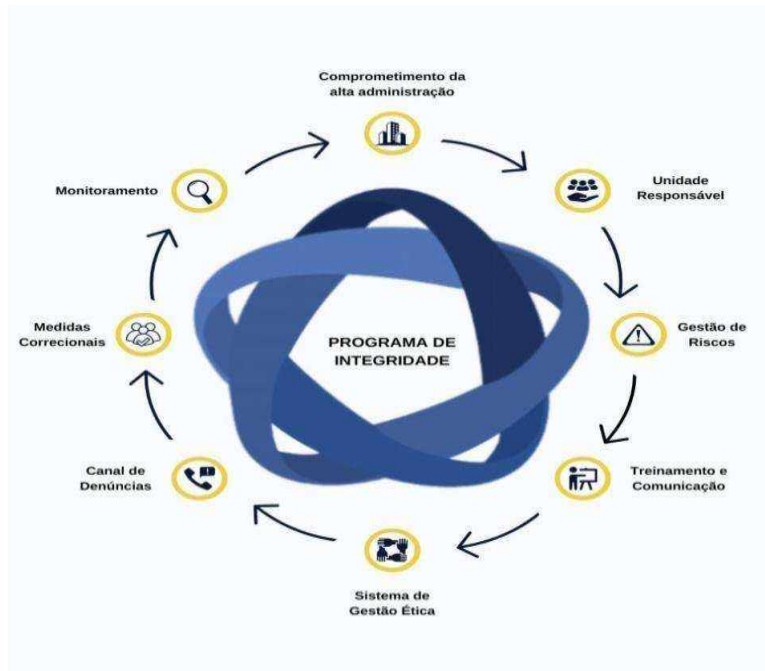 Comprometimento da
alta administração
Unidade
Responsável
Gestão de
Riscos
Treinamento e
Comunicação
Sistema de
Gestão Ética
Canal de
Denúncias
Medidas
Correcionais
Monitoramento
PROGRAMA DE
INTEGRIDADE